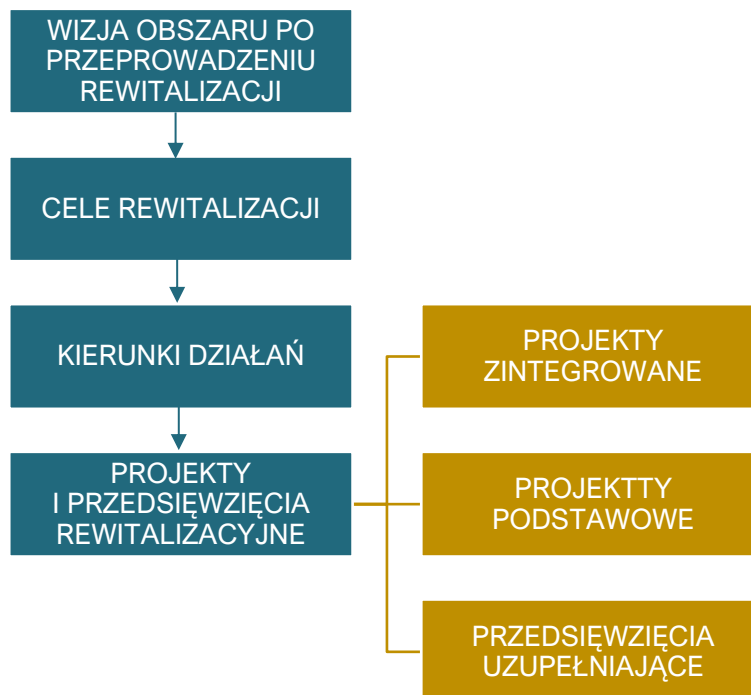 WIZJA OBSZARU PO
PRZEPROWADZENIU
REWITALIZACJI
CELE REWITALIZACJI
KIERUNKI DZIAŁAŃ
PROJEKTY
I PRZEDSIĘWZIĘCIA
REWITALIZACYJNE
PROJEKTY
ZINTEGROWANE
PROJEKTTY
PODSTAWOWE
PRZEDSIĘWZIĘCIA
UZUPEŁNIAJĄCE